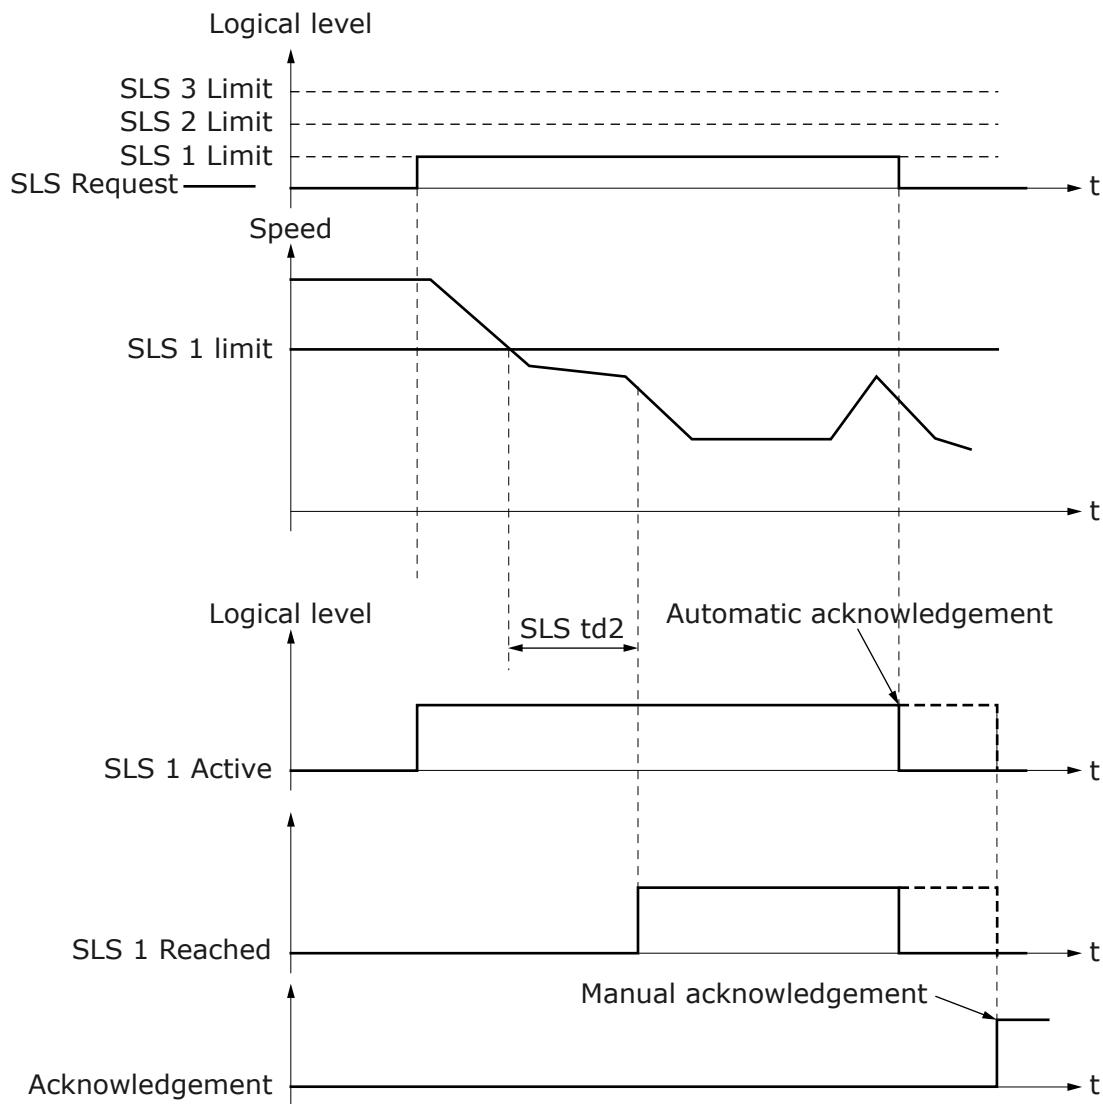 Logical level
SLS 3 Limit
SLS 2 Limit
SLS 1 Limit
SLS Request
t
Speed
SLS 1 limit
t
Logical level
SLS td2
Automatic acknowledgement
SLS 1 Active
t
SLS 1 Reached
t
Manual acknowledgement
Acknowledgement
t